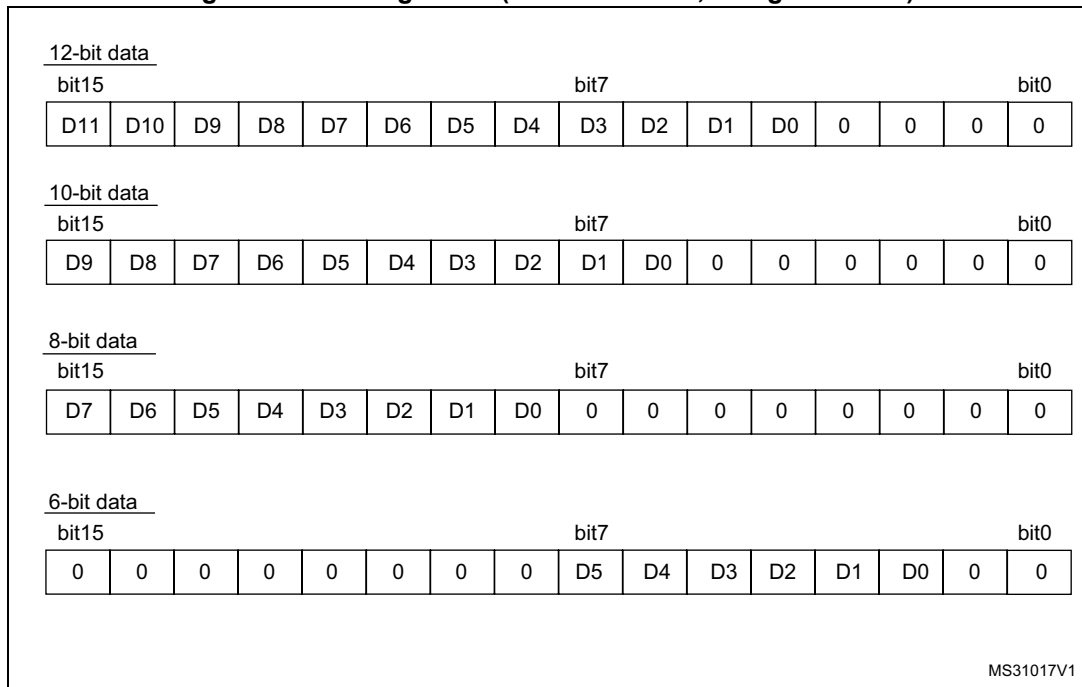 12-bit data
bit15 bit7 bit0
D11 D10 D9 D8 D7 D6 D5 D4 D3 D2 D1 D0 0 0 0 0
10-bit data
bit15 bit7 bit0
D9 D8 D7 D6 D5 D4 D3 D2 D1 D0 0 0 0 0 0 0
8-bit data
bit15 bit7 bit0
D7 D6 D5 D4 D3 D2 D1 D0 0 0 0 0 0 0 0 0
6-bit data
bit15 bit7 bit0
0 0 0 0 0 0 0 0 D5 D4 D3 D2 D1 D0 0 0
MS31017V1